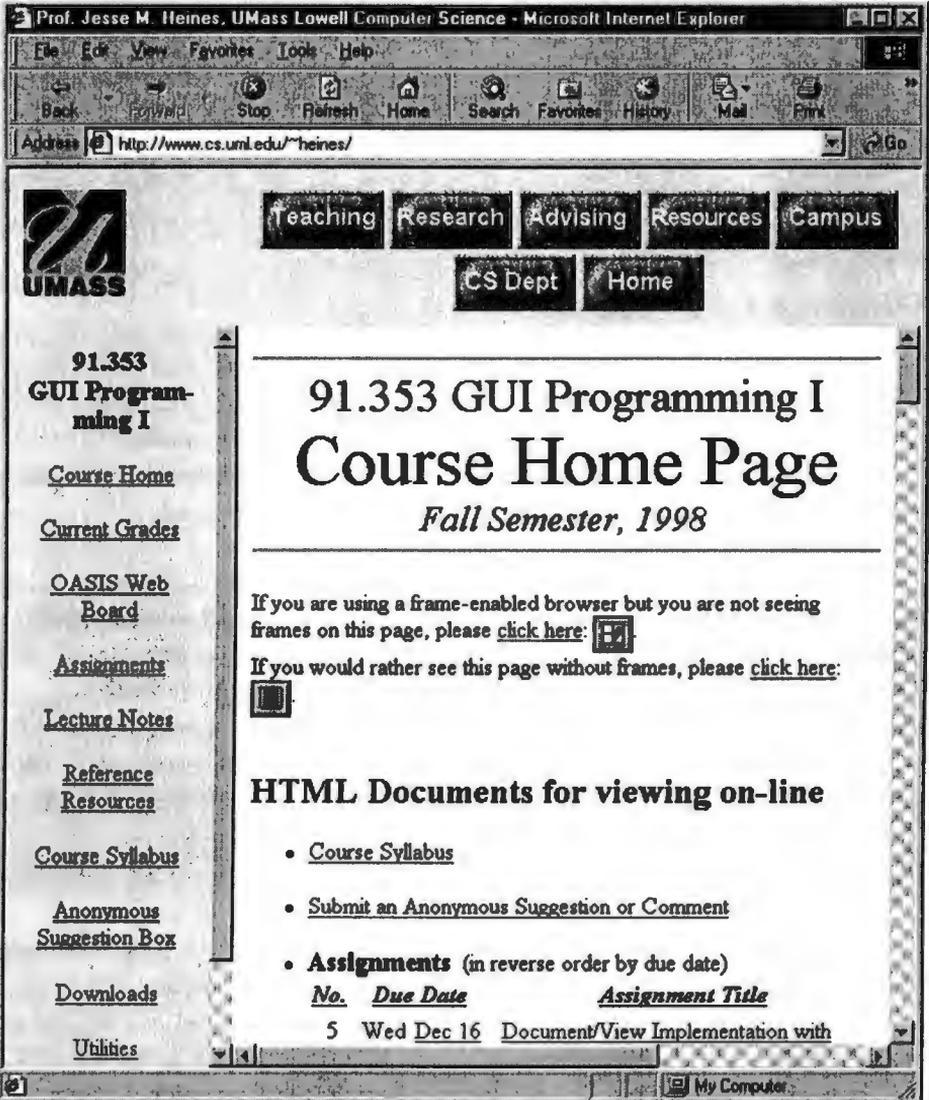 Prof. Jesse M. Heines, UMass Lowell Computer Science - Microsoft Internet Explorer
File Edit View Favorites Tools Help
Back Forward Stop Refresh Home Search Favorites History Mail Print
Address http://www.cs.uml.edu/~heines/ Go
UMASS
Teaching Research Advising Resources Campus
CS Dept Home
91.353
GUI Program-
ming I
Course Home
Current Grades
OASIS Web
Board
Assignments
Lecture Notes
Reference
Resources
Course Syllabus
Anonymous
Suggestion Box
Downloads
Utilities
91.353 GUI Programming I
Course Home Page
Fall Semester, 1998
If you are using a frame-enabled browser but you are not seeing
frames on this page, please click here:
If you would rather see this page without frames, please click here:
HTML Documents for viewing on-line
• Course Syllabus
• Submit an Anonymous Suggestion or Comment
• Assignments (in reverse order by due date)
No. Due Date Assignment Title
5 Wed Dec 16 Document/View Implementation with
My Computer